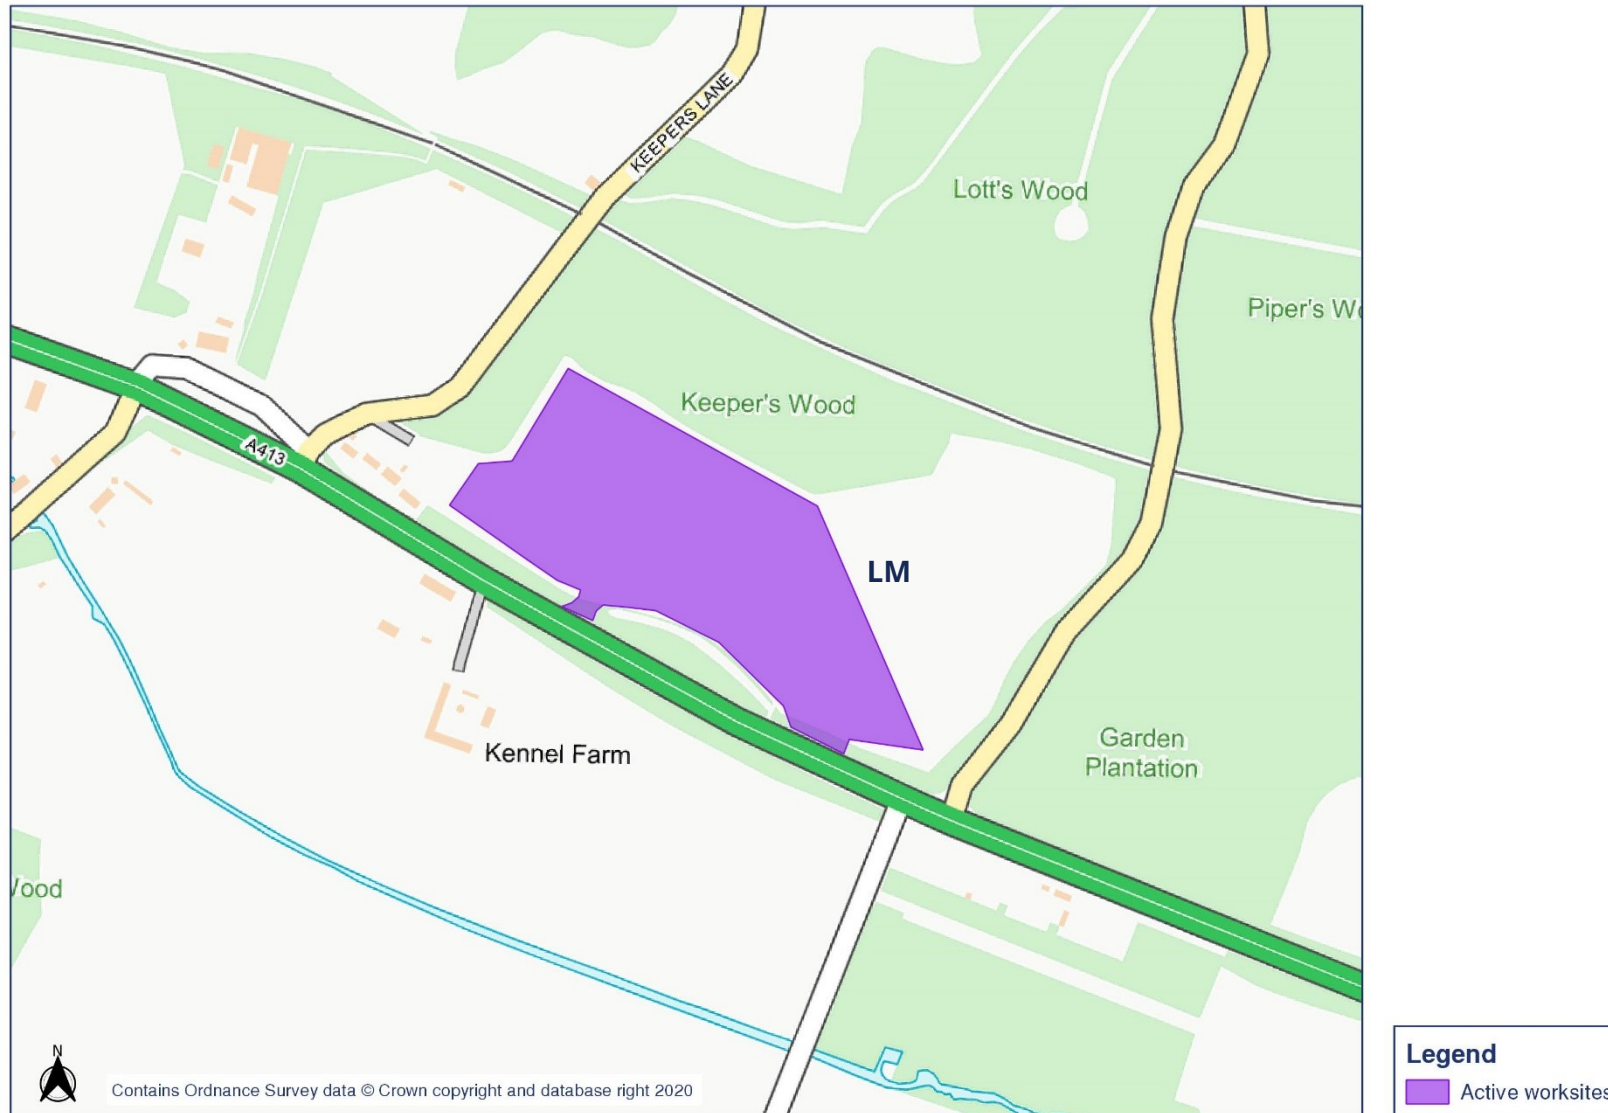 KEEPERS LANE
Lott's Wood
Piper's
Keeper's Wood
A413
LM
Kennel Farm
Garden
Plantation
N
Contains Ordnance Survey data © Crown copyright and database right 2020
Legend
Active worksites